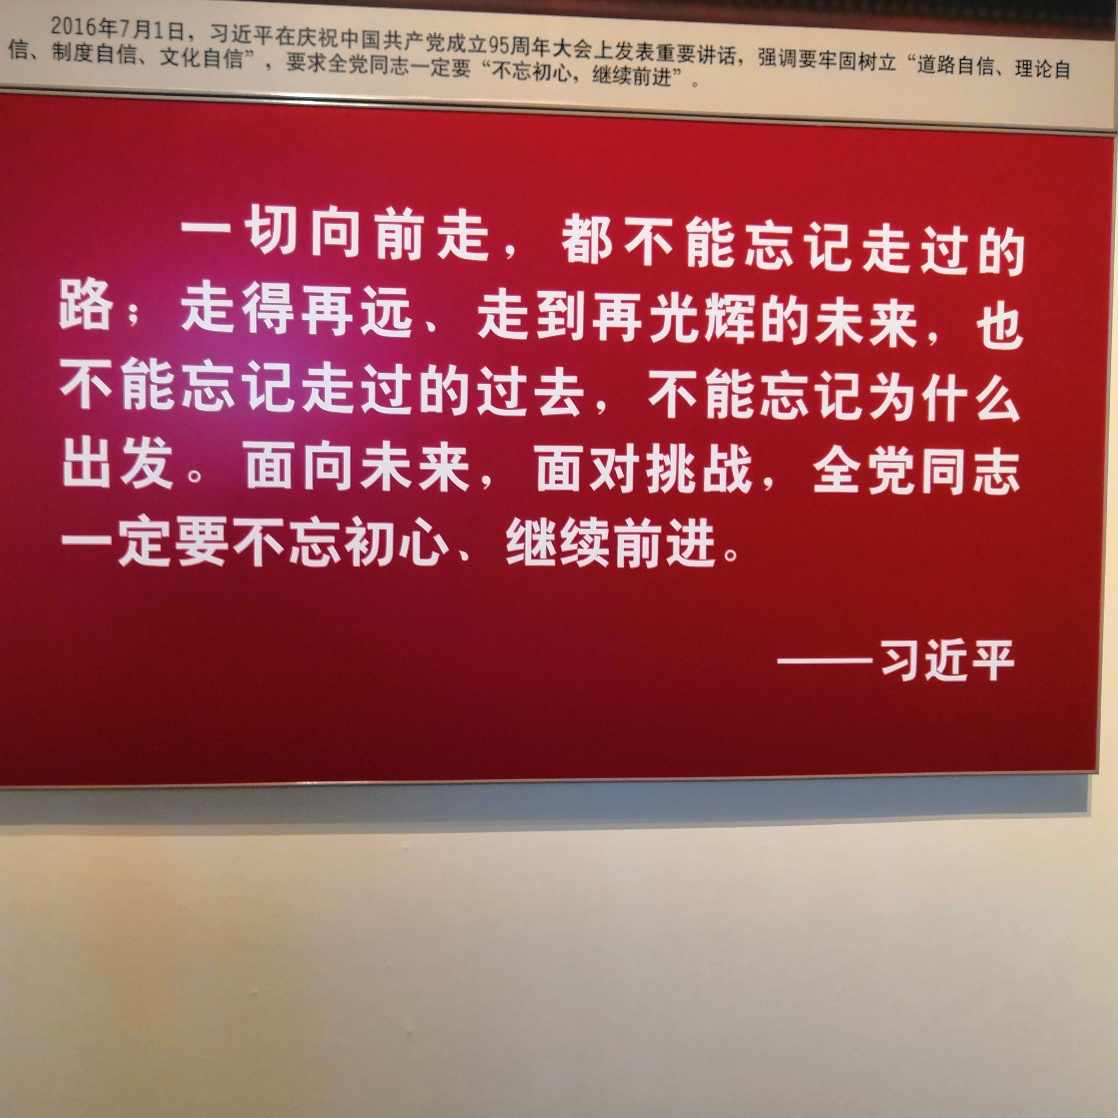 2016年7月1日，习近平在庆祝中国共产党成立95周年大会上发表重要讲话，强调要牢固树立“道路自信、理论自
信、制度自信、文化自信”，要求全党同志一定要“不忘初心，继续前进”。
一切向前走，都不能忘记走过的
路；走得再远、走到再光辉的未来，也
不能忘记走过的过去，不能忘记为什么
出发。面向未来，面对挑战，全党同志
一定要不忘初心、继续前进。
——习近平